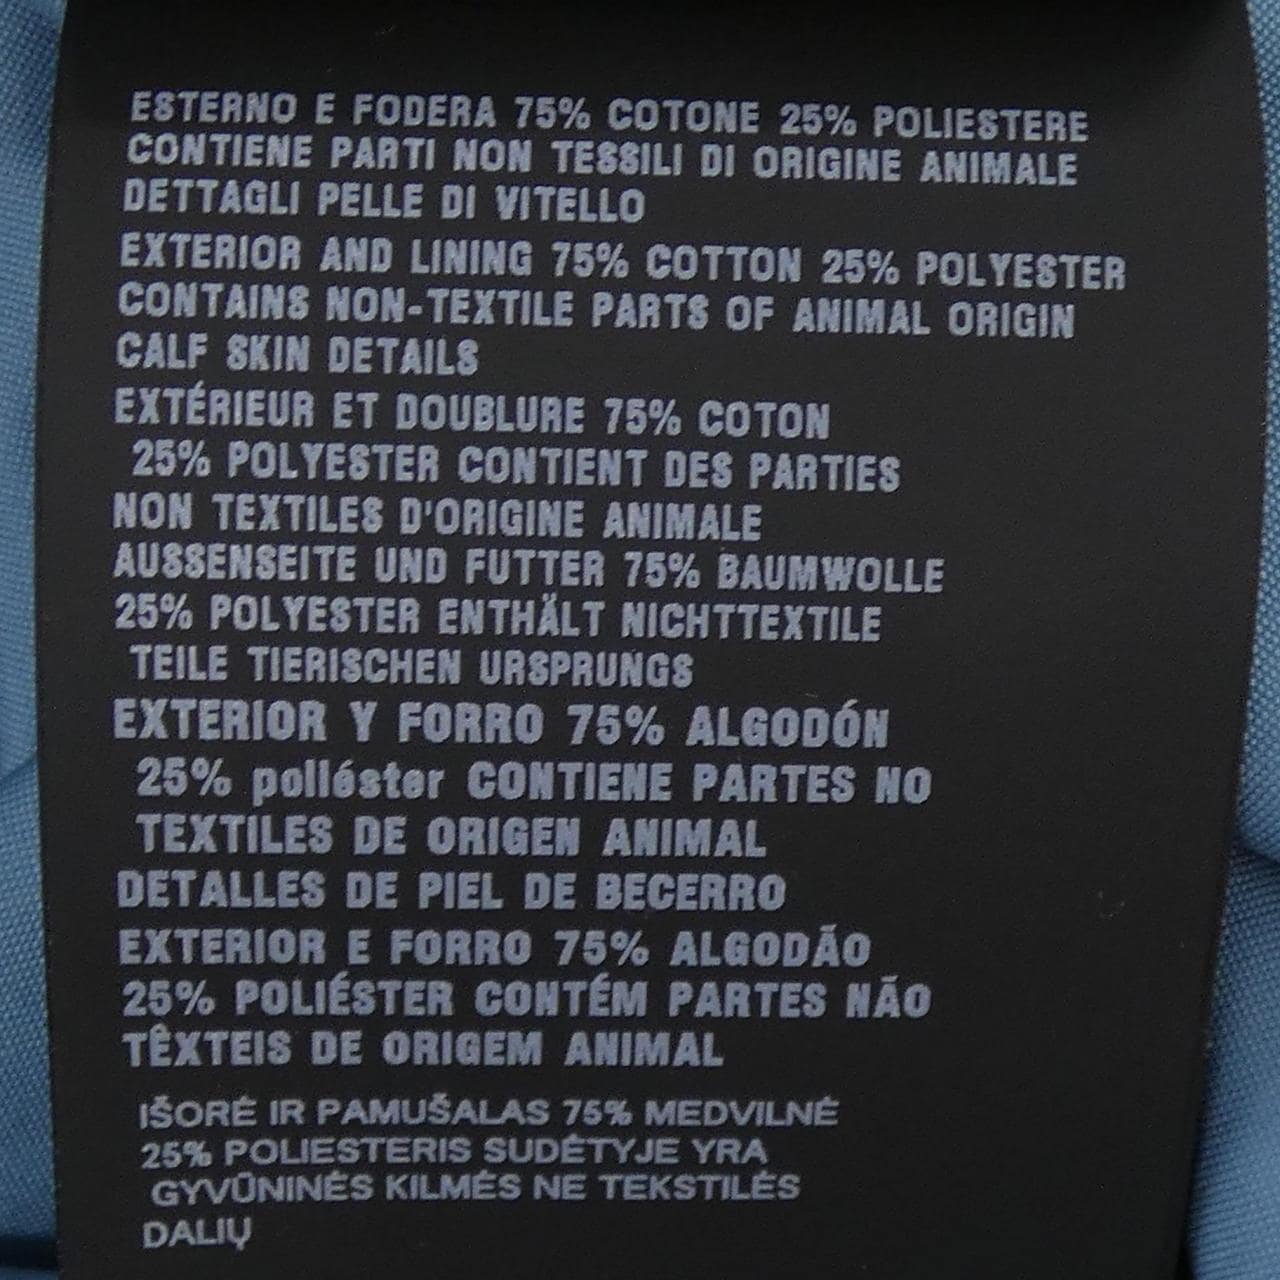 ESTERNO E FODERA 75% COTONE 25% POLIESTERE
CONTIENE PARTI NON TESSILI DI ORIGINE ANIMALE
DETTAGLI PELLE DI VITELLO
EXTERIOR AND LINING 75% COTTON 25% POLYESTER
CONTAINS NON-TEXTILE PARTS OF ANIMAL ORIGIN
CALF SKIN DETAILS
EXTÉRIEUR ET DOUBLURE 75% COTON
25% POLYESTER CONTIENT DES PARTIES
NON TEXTILES D'ORIGINE ANIMALE
AUSSENSEITE UND FUTTER 75% BAUMWOLLE
25% POLYESTER ENTHÄLT NICHTTEXTILE
TEILE TIERISCHEN URSPRUNGS
EXTERIOR Y FORRO 75% ALGODÓN
25% poliéster CONTIENE PARTES NO
TEXTILES DE ORIGEN ANIMAL
DETALLES DE PIEL DE BECERRO
EXTERIOR E FORRO 75% ALGODÃO
25% POLIÉSTER CONTÉM PARTES NÃO
TÊXTEIS DE ORIGEM ANIMAL
IŠORĖ IR PAMUŠALAS 75% MEDVILNĖ
25% POLIESTERIS SUDĖTYJE YRA
GYVŪNINĖS KILMĖS NE TEKSTILĖS
DALIŲ